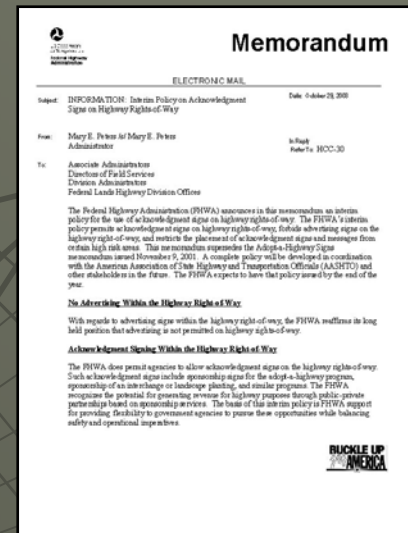 Memorandum
Federal Highway
Administration
ELECTRONIC MAIL
Subject: INFORMATION: Interim Policy on Acknowledgment
Signs on Highway Rights-of-Way
Date: October 29, 2003
From: Mary E. Peters /s/ Mary E. Peters
Administrator
In Reply
Refer To: HCC-30
To: Associate Administrators
Directors of Field Services
Division Administrators
Federal Lands Highway Division Offices
The Federal Highway Administration (FHWA) announces in this memorandum an interim
policy for the use of acknowledgment signs on highway rights-of-way. The FHWA's interim
policy permits acknowledgment signs on highway rights-of-way, forbids advertising signs on the
highway right-of-way, and restricts the placement of acknowledgment signs and messages from
certain high risk areas. This memorandum supersedes the Adopt-a-Highway Signs
memorandum issued November 9, 2001. A complete policy will be developed in coordination
with the American Association of State Highway and Transportation Officials (AASHTO) and
other stakeholders in the future. The FHWA expects to have that policy issued by the end of the
year.
No Advertising Within the Highway Right-of-Way
With regards to advertising signs within the highway right-of-way, the FHWA reaffirms its long
held position that advertising is not permitted on highway rights-of-way.
Acknowledgment Signing Within the Highway Right-of-Way
The FHWA does permit agencies to allow acknowledgment signs on the highway rights-of-way.
Such acknowledgment signs include sponsorship signs for the adopt-a-highway program,
sponsorship of an interchange or landscape planting, and similar programs. The FHWA
recognizes the potential for generating revenue for highway purposes through public-private
partnerships based on sponsorship services. The basis of this interim policy is FHWA support
for providing flexibility to government agencies to pursue these opportunities while balancing
safety and operational imperatives.
BUCKLE UP
AMERICA